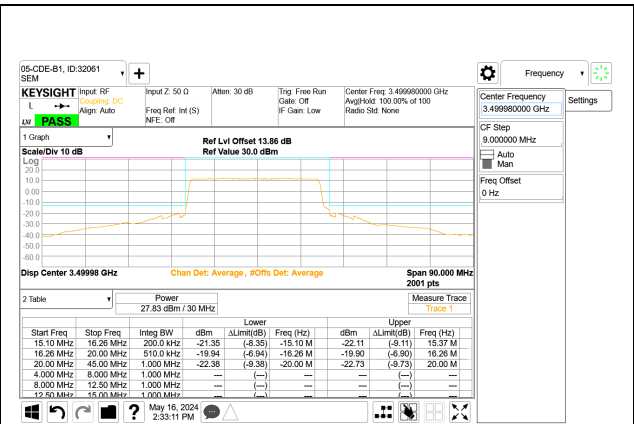 05-CDE-B1, ID:32061
SEM
Frequency
KEYSIGHT
L
PASS
Input: RF
Coupling: DC
Align: Auto
Input Z: 50 Ω
Freq Ref: Int (S)
NFE: Off
Atten: 30 dB
Trig: Free Run
Gate: Off
IF Gain: Low
Center Freq: 3.499980000 GHz
Avg|Hold: 100.00% of 100
Radio Std: None
Center Frequency
3.499980000 GHz
Settings
CF Step
9.000000 MHz
Auto
Man
Freq Offset
0 Hz
1 Graph
Scale/Div 10 dB
Ref Lvl Offset 13.86 dB
Ref Value 30.0 dBm
Log
20.0
10.0
0.00
-10.0
-20.0
-30.0
-40.0
-50.0
-60.0
Disp Center 3.49998 GHz
Chan Det: Average, #Offs Det: Average
Span 90.000 MHz
2001 pts
2 Table
Power
27.83 dBm / 30 MHz
Measure Trace
Trace 1
Lower Upper
Start Freq Stop Freq Integ BW dBm ΔLimit(dB) Freq (Hz) dBm ΔLimit(dB) Freq (Hz)
15.10 MHz 16.26 MHz 200.0 kHz -21.35 (-8.35) -15.10 M -22.11 (-9.11) 15.37 M
16.26 MHz 20.00 MHz 510.0 kHz -19.94 (-6.94) -16.26 M -19.90 (-6.90) 16.26 M
20.00 MHz 45.00 MHz 1.000 MHz -22.38 (-9.38) -20.00 M -22.73 (-9.73) 20.00 M
4.000 MHz 8.000 MHz 1.000 MHz --- (---) --- --- (---) ---
8.000 MHz 12.50 MHz 1.000 MHz --- (---) --- --- (---) ---
12.50 MHz 15.00 MHz 1.000 MHz --- (---) --- --- (---) ---
May 16, 2024
2:33:11 PM